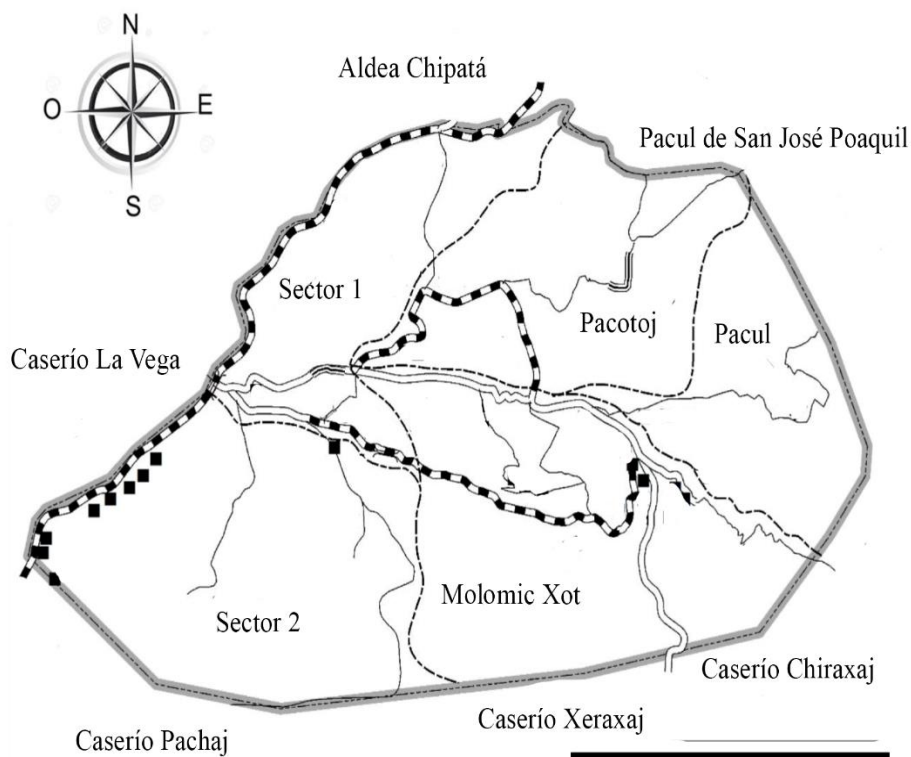 N
Aldea Chipatá
O
E
Pacul de San José Poaquil
S
Sector 1
Pacotoj
Pacul
Caserío La Vega
Molomic Xot
Sector 2
Caserío Chiraxaj
Caserío Xeraxaj
Caserío Pachaj